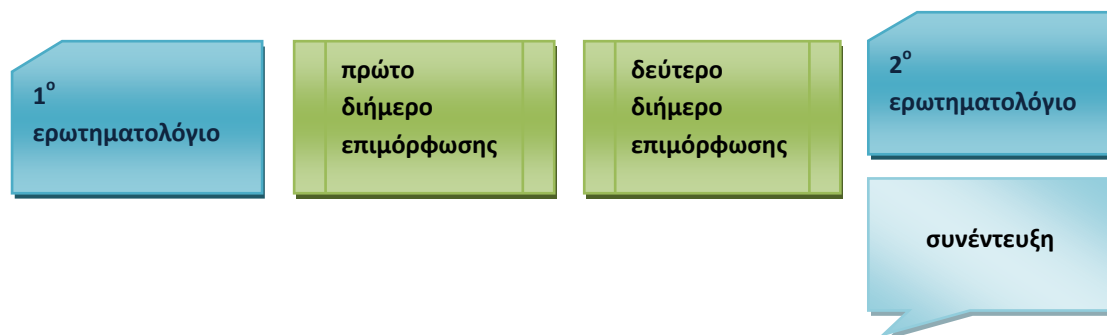 1ο
ερωτηματολόγιο
πρώτο
διήμερο
επιμόρφωσης
δεύτερο
διήμερο
επιμόρφωσης
2ο
ερωτηματολόγιο
συνέντευξη